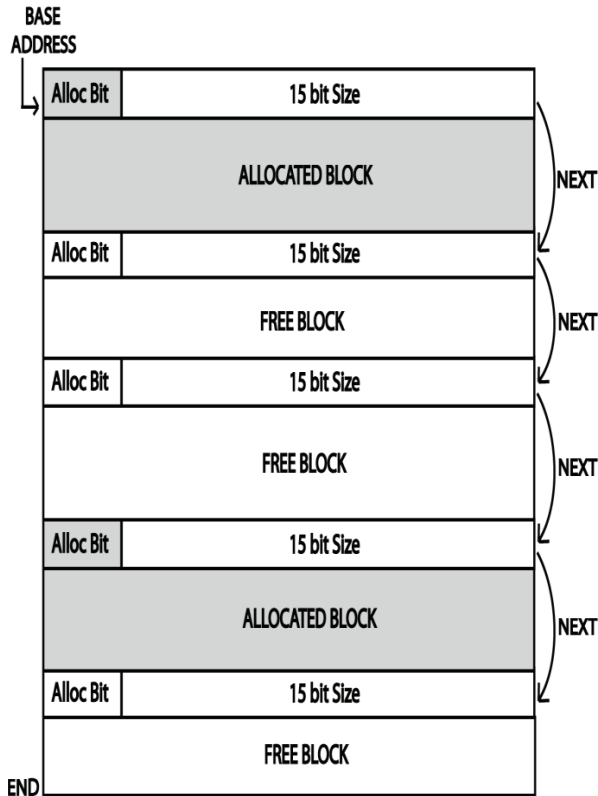 BASE
ADDRESS
Alloc Bit 15 bit Size
ALLOCATED BLOCK
NEXT
Alloc Bit 15 bit Size
FREE BLOCK
NEXT
Alloc Bit 15 bit Size
FREE BLOCK
NEXT
Alloc Bit 15 bit Size
ALLOCATED BLOCK
NEXT
Alloc Bit 15 bit Size
FREE BLOCK
END